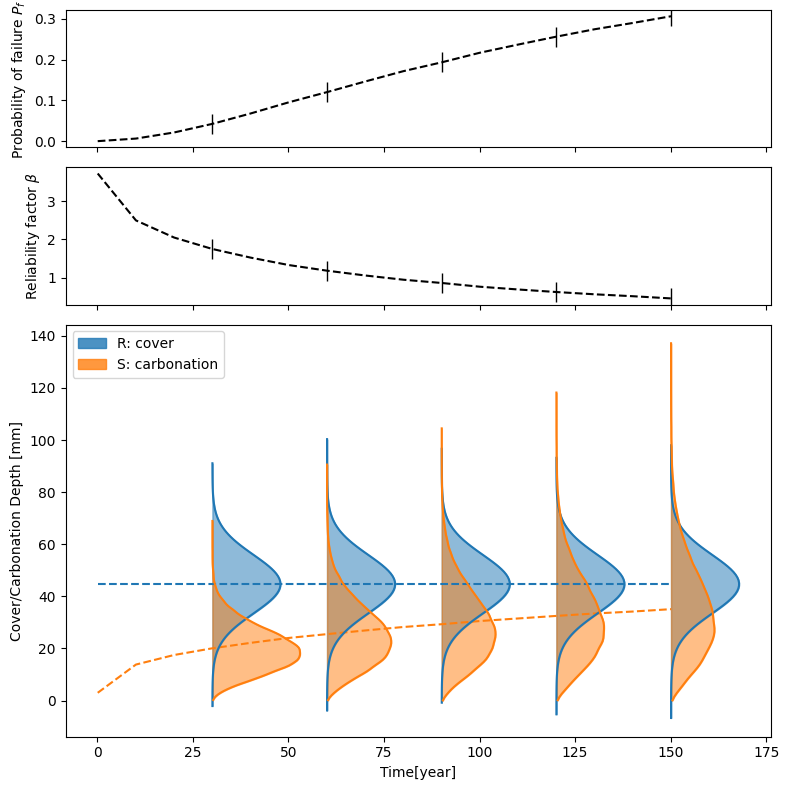 Probability of failure P_f
0.3
0.2
0.1
0.0
Reliability factor β
3
2
1
Cover/Carbonation Depth [mm]
140
120
100
80
60
40
20
0
R: cover
S: carbonation
0 25 50 75 100 125 150 175
Time[year]